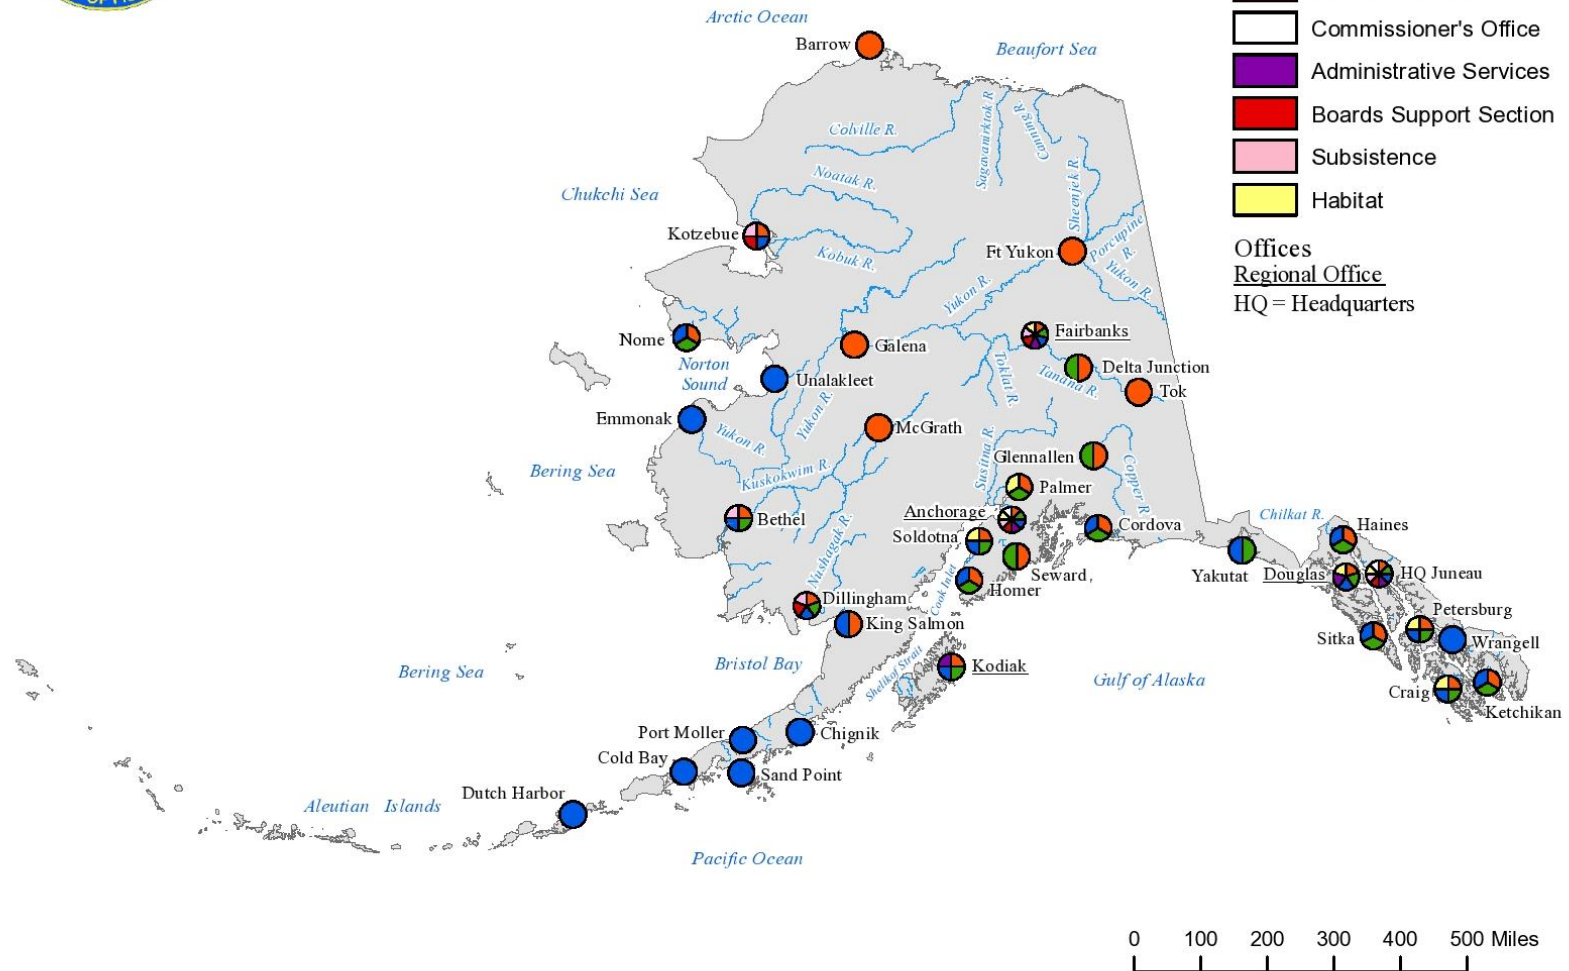 Arctic Ocean
Barrow
Beaufort Sea
Commissioner's Office
Administrative Services
Boards Support Section
Subsistence
Habitat
Offices
Regional Office
HQ = Headquarters
Colville R.
Sagavanirktok R
Canning R
Noatak R.
Sheenjek R.
Chukchi Sea
Kotzebue
Kobuk R.
Ft Yukon
Porcupine
R.
Yukon R.
Yukon R.
Nome
Norton
Sound
Galena
Fairbanks
Unalakleet
Toklat R.
Delta Junction
Tanana R.
Tok
Emmonak
Yukon R.
Yukon R.
McGrath
Bering Sea
Kuskokwim R.
Susitna R.
Glennallen
Copper R
Palmer
Bethel
Anchorage
Soldotna
Cordova
Chilkat R.
Haines
Nushagak R.
Seward,
Yakutat
Douglas
HQ Juneau
Cook Inlet
Homer
Dillingham
King Salmon
Petersburg
Sitka
Wrangell
Bering Sea
Bristol Bay
Shelikof Strait
Kodiak
Gulf of Alaska
Craig
Ketchikan
Port Moller
Chignik
Cold Bay
Sand Point
Dutch Harbor
Aleutian Islands
Pacific Ocean
0 100 200 300 400 500 Miles